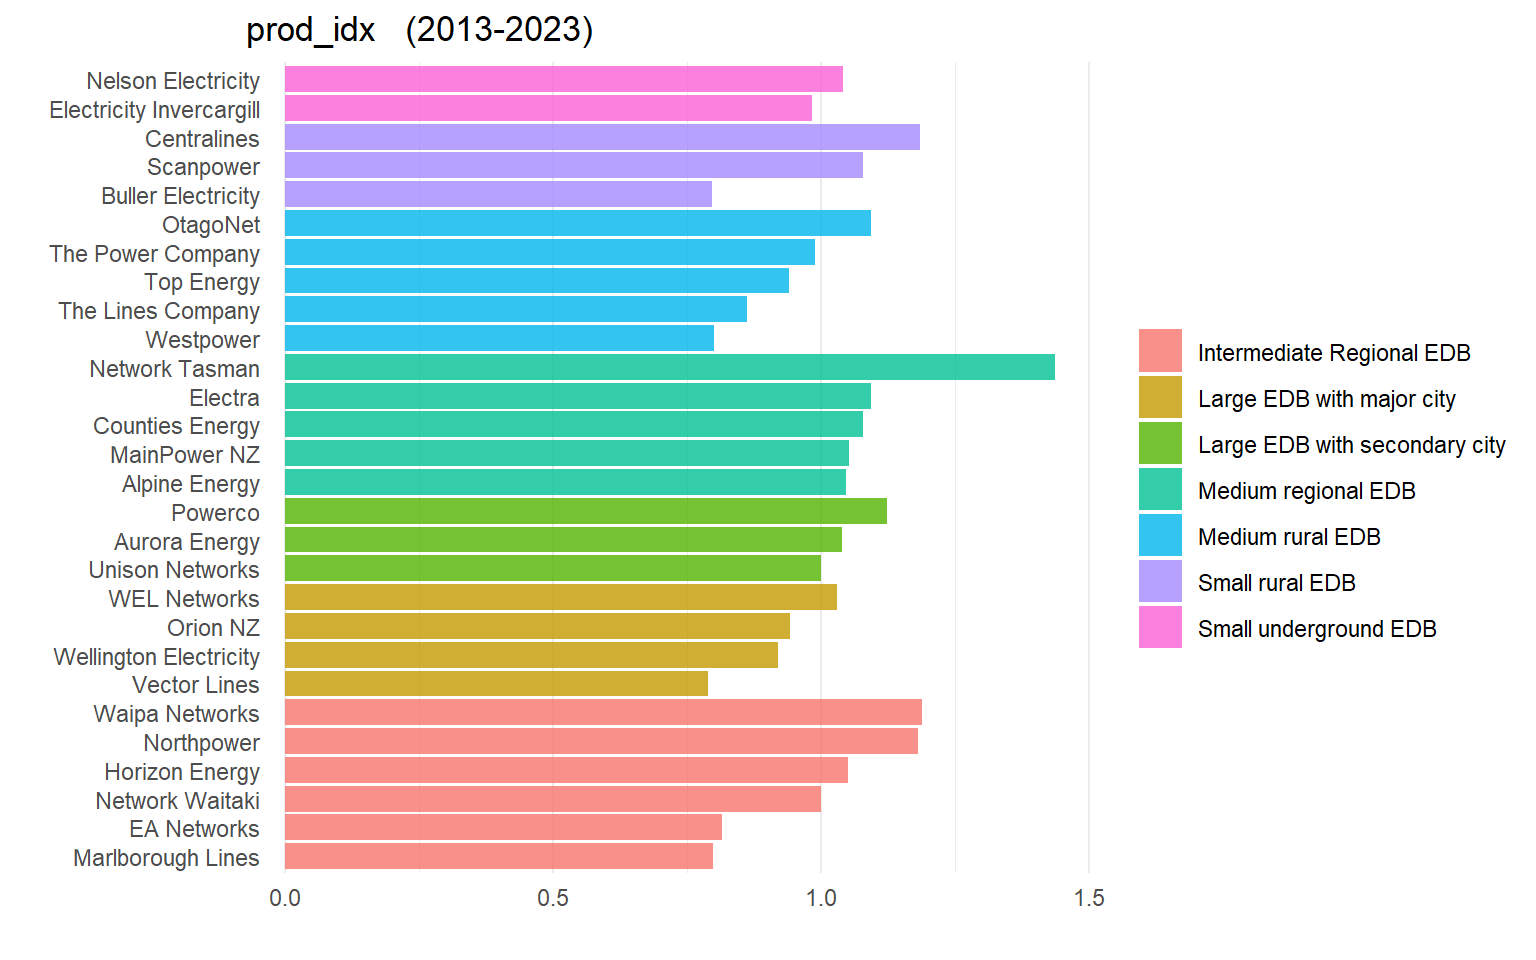 prod_idx (2013-2023)
Nelson Electricity
Electricity Invercargill
Centralines
Scanpower
Buller Electricity
OtagoNet
The Power Company
Top Energy
The Lines Company
Westpower
Network Tasman
Electra
Counties Energy
MainPower NZ
Alpine Energy
Powerco
Aurora Energy
Unison Networks
WEL Networks
Orion NZ
Wellington Electricity
Vector Lines
Waipa Networks
Northpower
Horizon Energy
Network Waitaki
EA Networks
Marlborough Lines
0.0
0.5
1.0
1.5
Intermediate Regional EDB
Large EDB with major city
Large EDB with secondary city
Medium regional EDB
Medium rural EDB
Small rural EDB
Small underground EDB